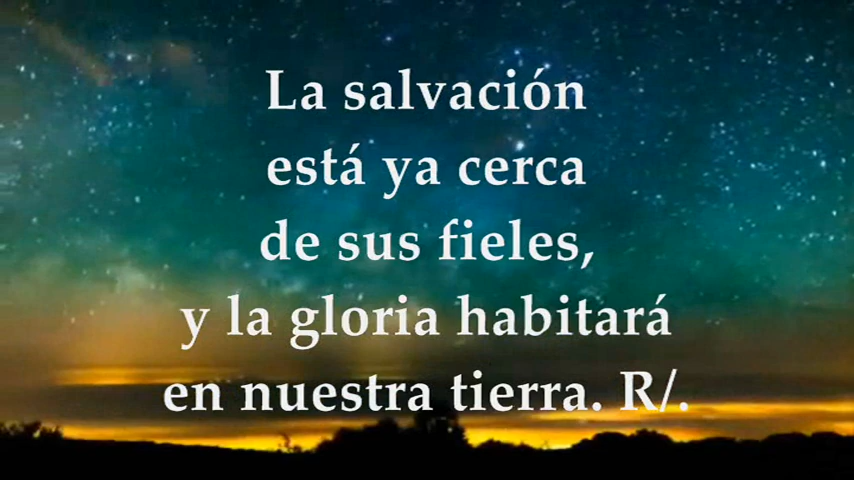 La salvación
está ya cerca
de sus fieles,
y la gloria habitará
en nuestra tierra. R/.